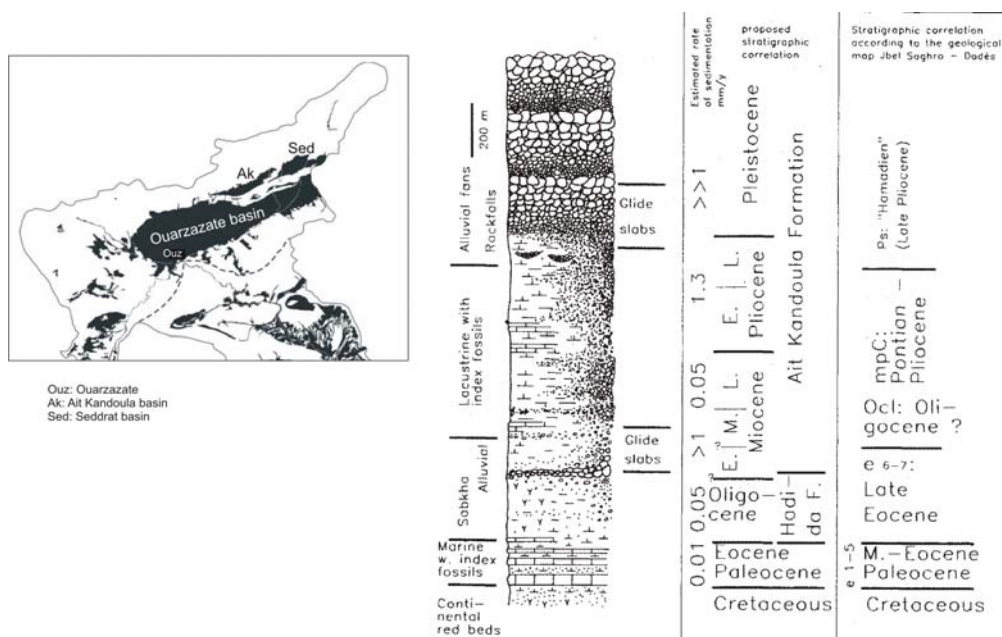 Sed
Ak
Ouarzazate basin
Ouz
Ouz: Ouarzazate
Ak: Ait Kandoula basin
Sed: Seddrat basin
200 m
Alluvial fans
Rockfalls
Lacustrine with
index fossils
Sabkha
Alluvial
Marine
w. index
fossils
Conti-
nental
red beds
Glide
slabs
Glide
slabs
Estimated rate
of sedimentation
mm/y
>>1
1.3
0.05
>1
0.05
0.01
proposed
stratigraphic
correlation
Pleistocene
E. L.
Pliocene
E. M. L.
Miocene
?
?
Oligo-
cene
Eocene
Paleocene
Cretaceous
Ait Kandoula Formation
Hadi-
da F.
Stratigraphic correlation
according to the geological
map Jbel Saghro - Dadés
Ps: "Hamadien"
(Late Pliocene)
mpC:
Pontian-
Pliocene
Ocl: Oli-
gocene ?
e 6-7:
Late
Eocene
e 1-5
M.-Eocene
Paleocene
Cretaceous